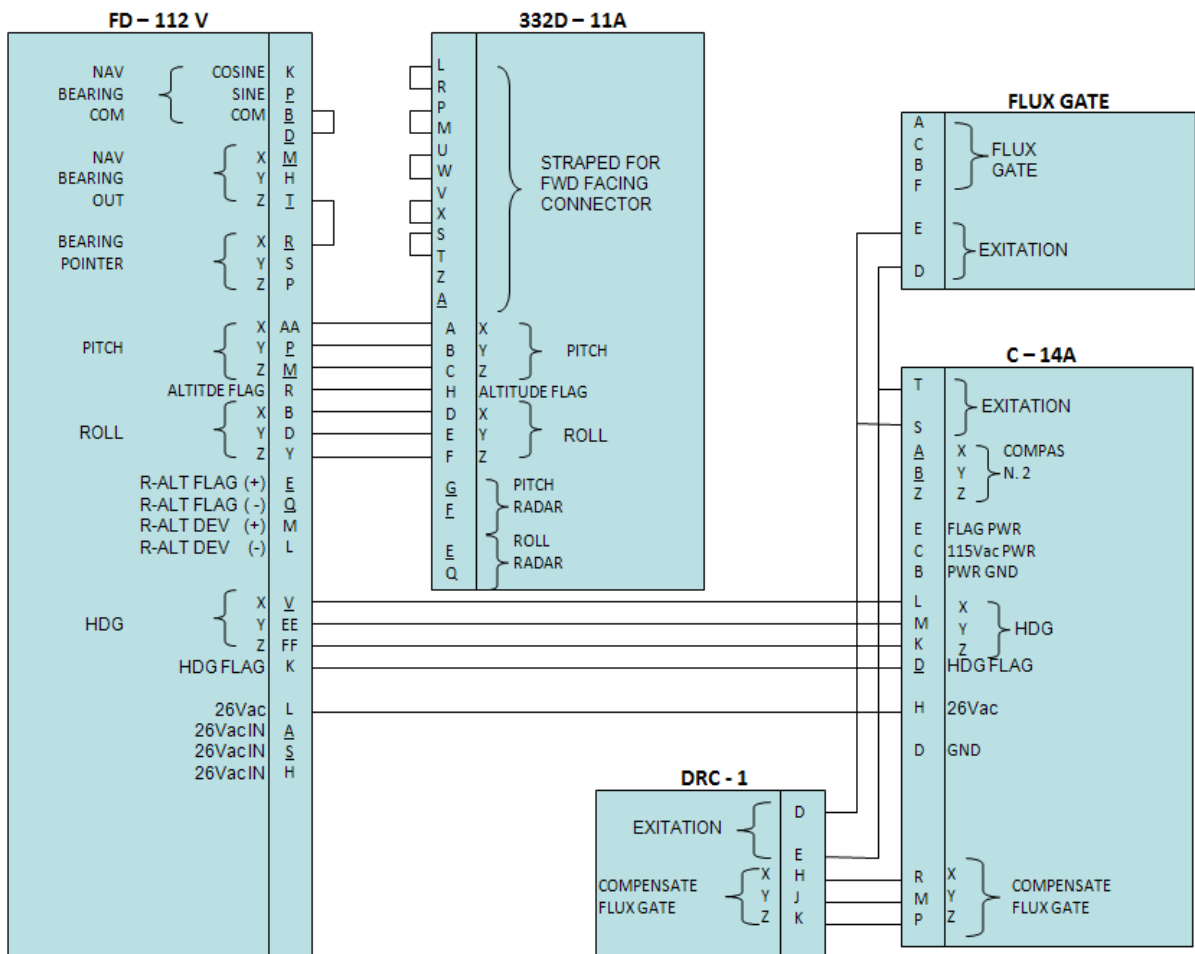 FD – 112 V
NAV COSINE K
BEARING SINE P
COM COM B
D
NAV X M
BEARING Y H
OUT Z T
BEARING X R
POINTER Y S
Z P
X AA
PITCH Y P
Z M
ALTITDE FLAG R
X B
ROLL Y D
Z Y
R-ALT FLAG (+) E
R-ALT FLAG (-) Q
R-ALT DEV (+) M
R-ALT DEV (-) L
X V
HDG Y EE
Z FF
HDG FLAG K
26Vac L
26Vac IN A
26Vac IN S
26Vac IN H
332D – 11A
L
R
P
M
U
W
V
X
S
T
Z
A
STRAPED FOR
FWD FACING
CONNECTOR
A X
B Y PITCH
C Z
H ALTITUDE FLAG
D X
E Y ROLL
F Z
G PITCH
F RADAR
ROLL
E RADAR
Q
FLUX GATE
A
C FLUX
B GATE
F
E
EXITATION
D
C – 14A
T
EXITATION
S
A X COMPAS
B Y N. 2
Z Z
E FLAG PWR
C 115Vac PWR
B PWR GND
L X
M Y HDG
K Z
D HDG FLAG
H 26Vac
D GND
R X COMPENSATE
M Y FLUX GATE
P Z
DRC - 1
D
EXITATION
E
X H
COMPENSATE Y J
FLUX GATE Z K